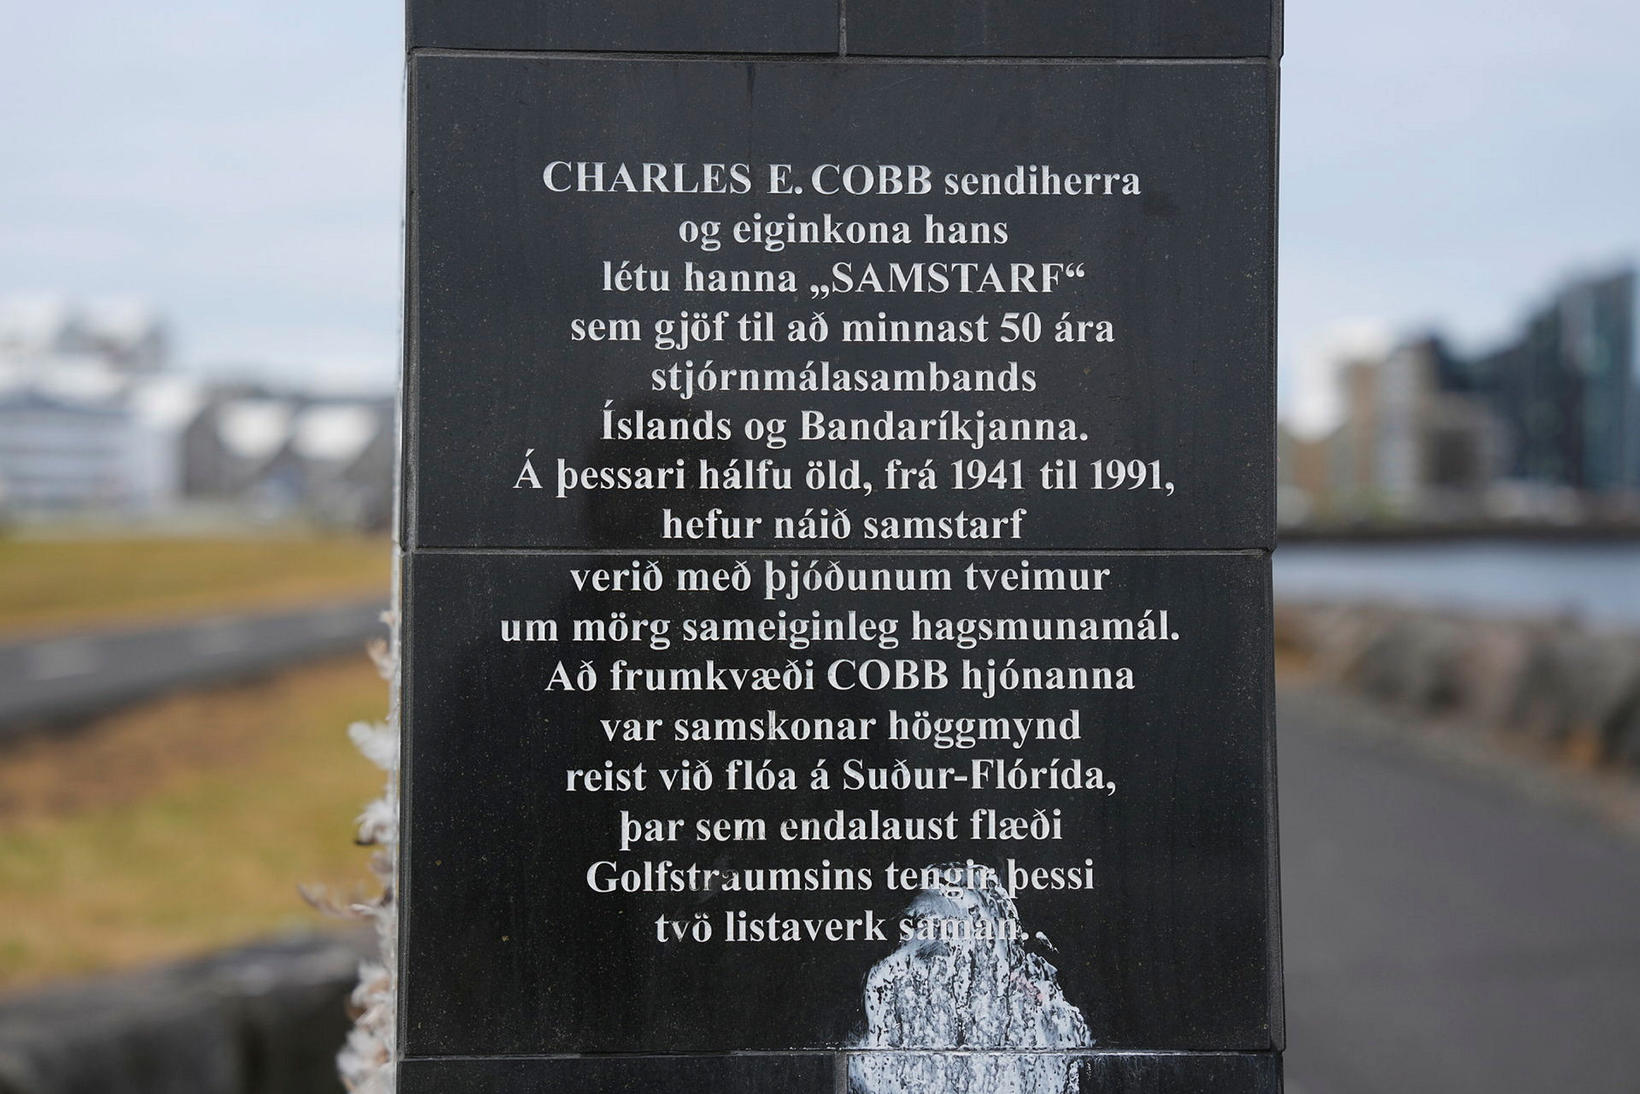 CHARLES E. COBB sendiherra
og eiginkona hans
létu hanna „SAMSTARF“
sem gjöf til að minnast 50 ára
stjórnmálasambands
Íslands og Bandaríkjanna.
Á þessari hálfu öld, frá 1941 til 1991,
hefur náið samstarf
verið með þjóðunum tveimur
um mörg sameiginleg hagsmunamál.
Að frumkvæði COBB hjónanna
var samskonar höggmynd
reist við flóa á Suður-Flórída,
þar sem endalaust flæði
Golfstraumsins tengir þessi
tvö listaverk saman..